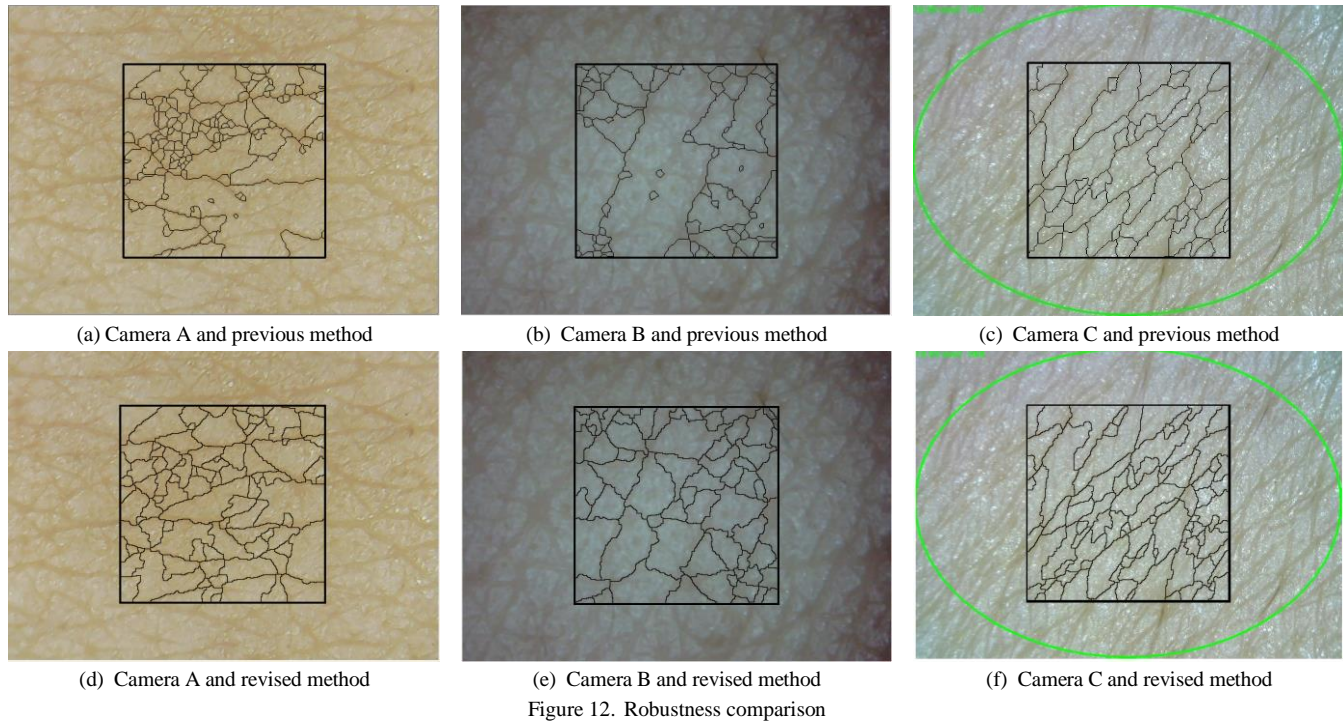 (a) Camera A and previous method
(b) Camera B and previous method
(c) Camera C and previous method
(d) Camera A and revised method
(e) Camera B and revised method
(f) Camera C and revised method
Figure 12. Robustness comparison